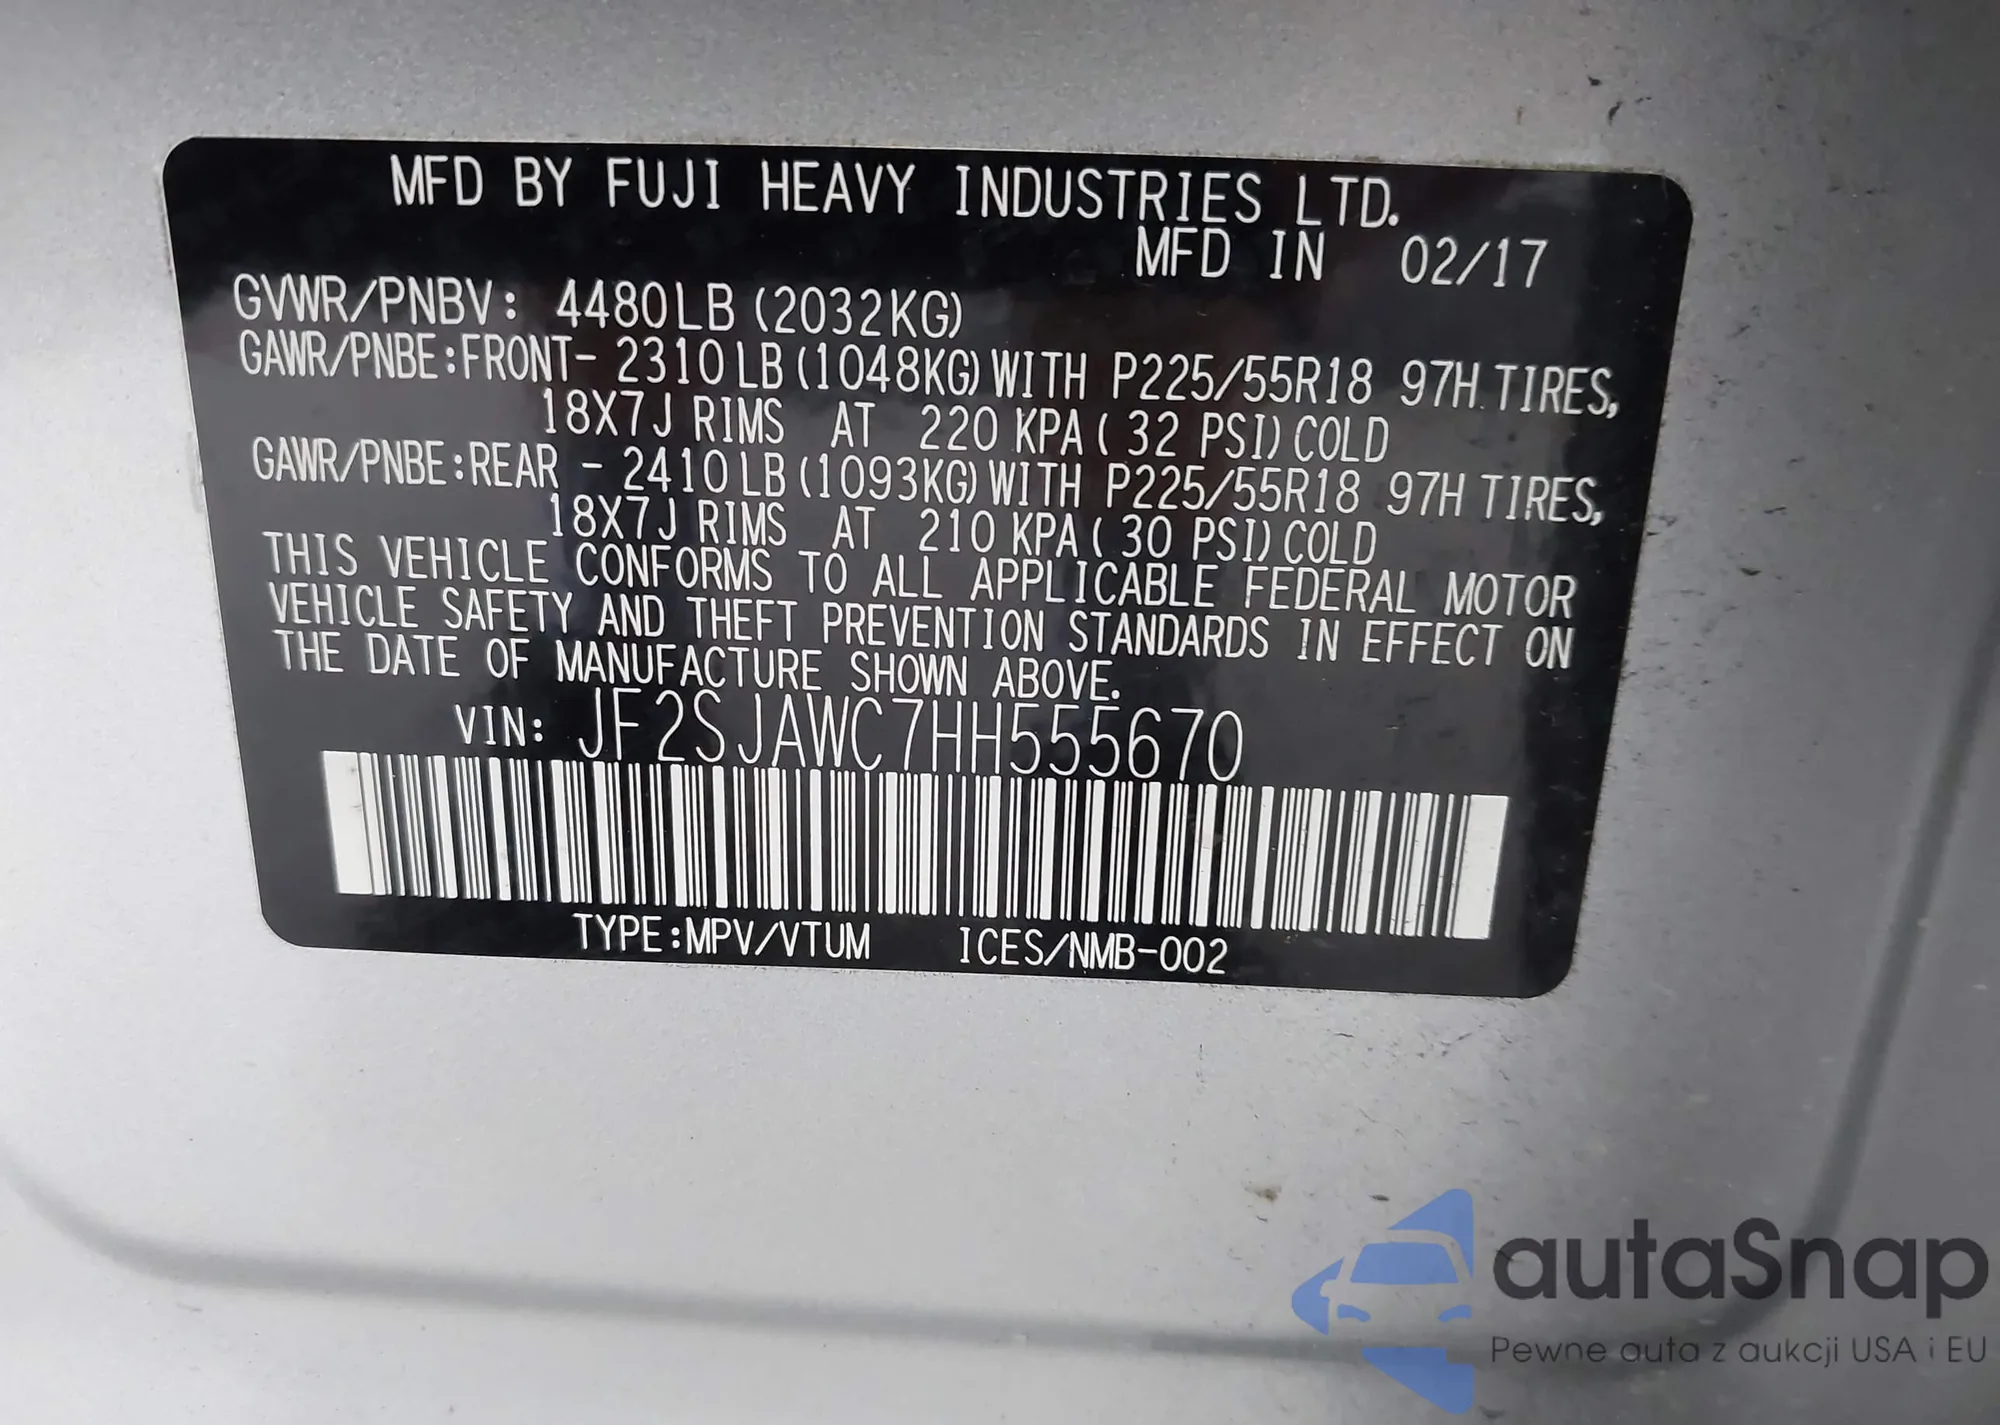 MFD BY FUJI HEAVY INDUSTRIES LTD.
MFD IN 02/17
GVWR/PNBV: 4480LB (2032KG)
GAWR/PNBE:FRONT- 2310LB(1048KG)WITH P225/55R18 97H TIRES,
18X7J RIMS AT 220 KPA( 32 PSI)COLD
GAWR/PNBE:REAR - 2410LB(1093KG)WITH P225/55R18 97H TIRES,
18X7J RIMS AT 210 KPA( 30 PSI)COLD
THIS VEHICLE CONFORMS TO ALL APPLICABLE FEDERAL MOTOR
VEHICLE SAFETY AND THEFT PREVENTION STANDARDS IN EFFECT ON
THE DATE OF MANUFACTURE SHOWN ABOVE.
VIN: JF2SJAWC7HH555670
TYPE:MPV/VTUM ICES/NMB-002
autaSnap
Pewne auta z aukcji USA i EU